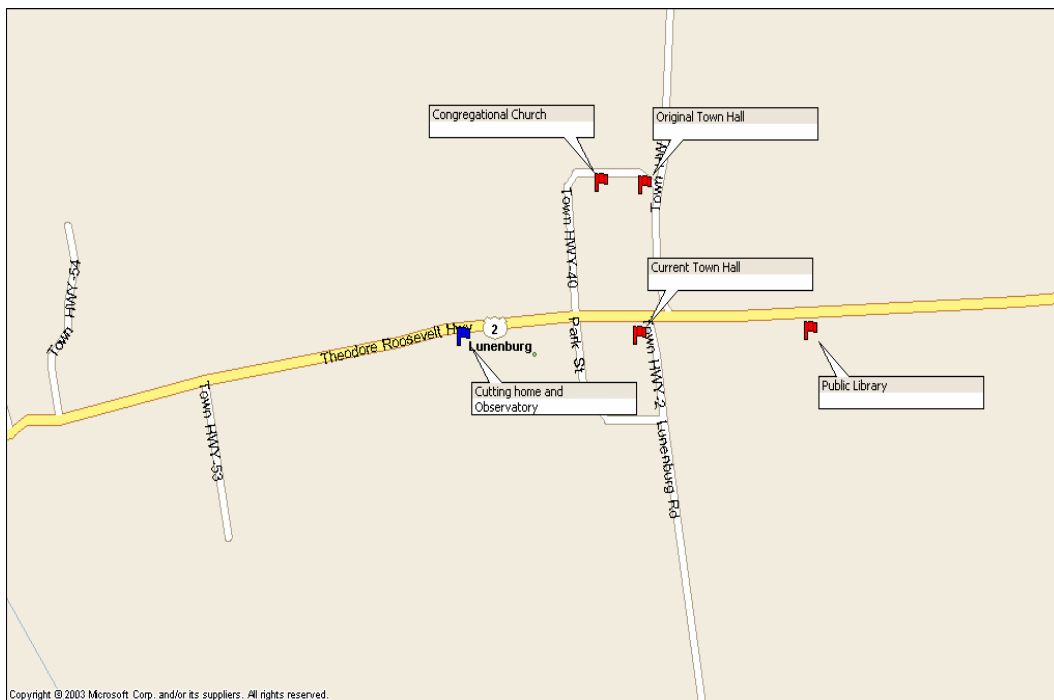 Congregational Church
Original Town Hall
Town HWY-40
Town
Current Town Hall
Town HWY-54
Theodore Roosevelt Hwy
2
Lunenburg
Park St
Town HWY-2
Public Library
Cutting home and
Observatory
Town HWY-53
Lunenburg Rd
Copyright © 2003 Microsoft Corp. and/or its suppliers. All rights reserved.